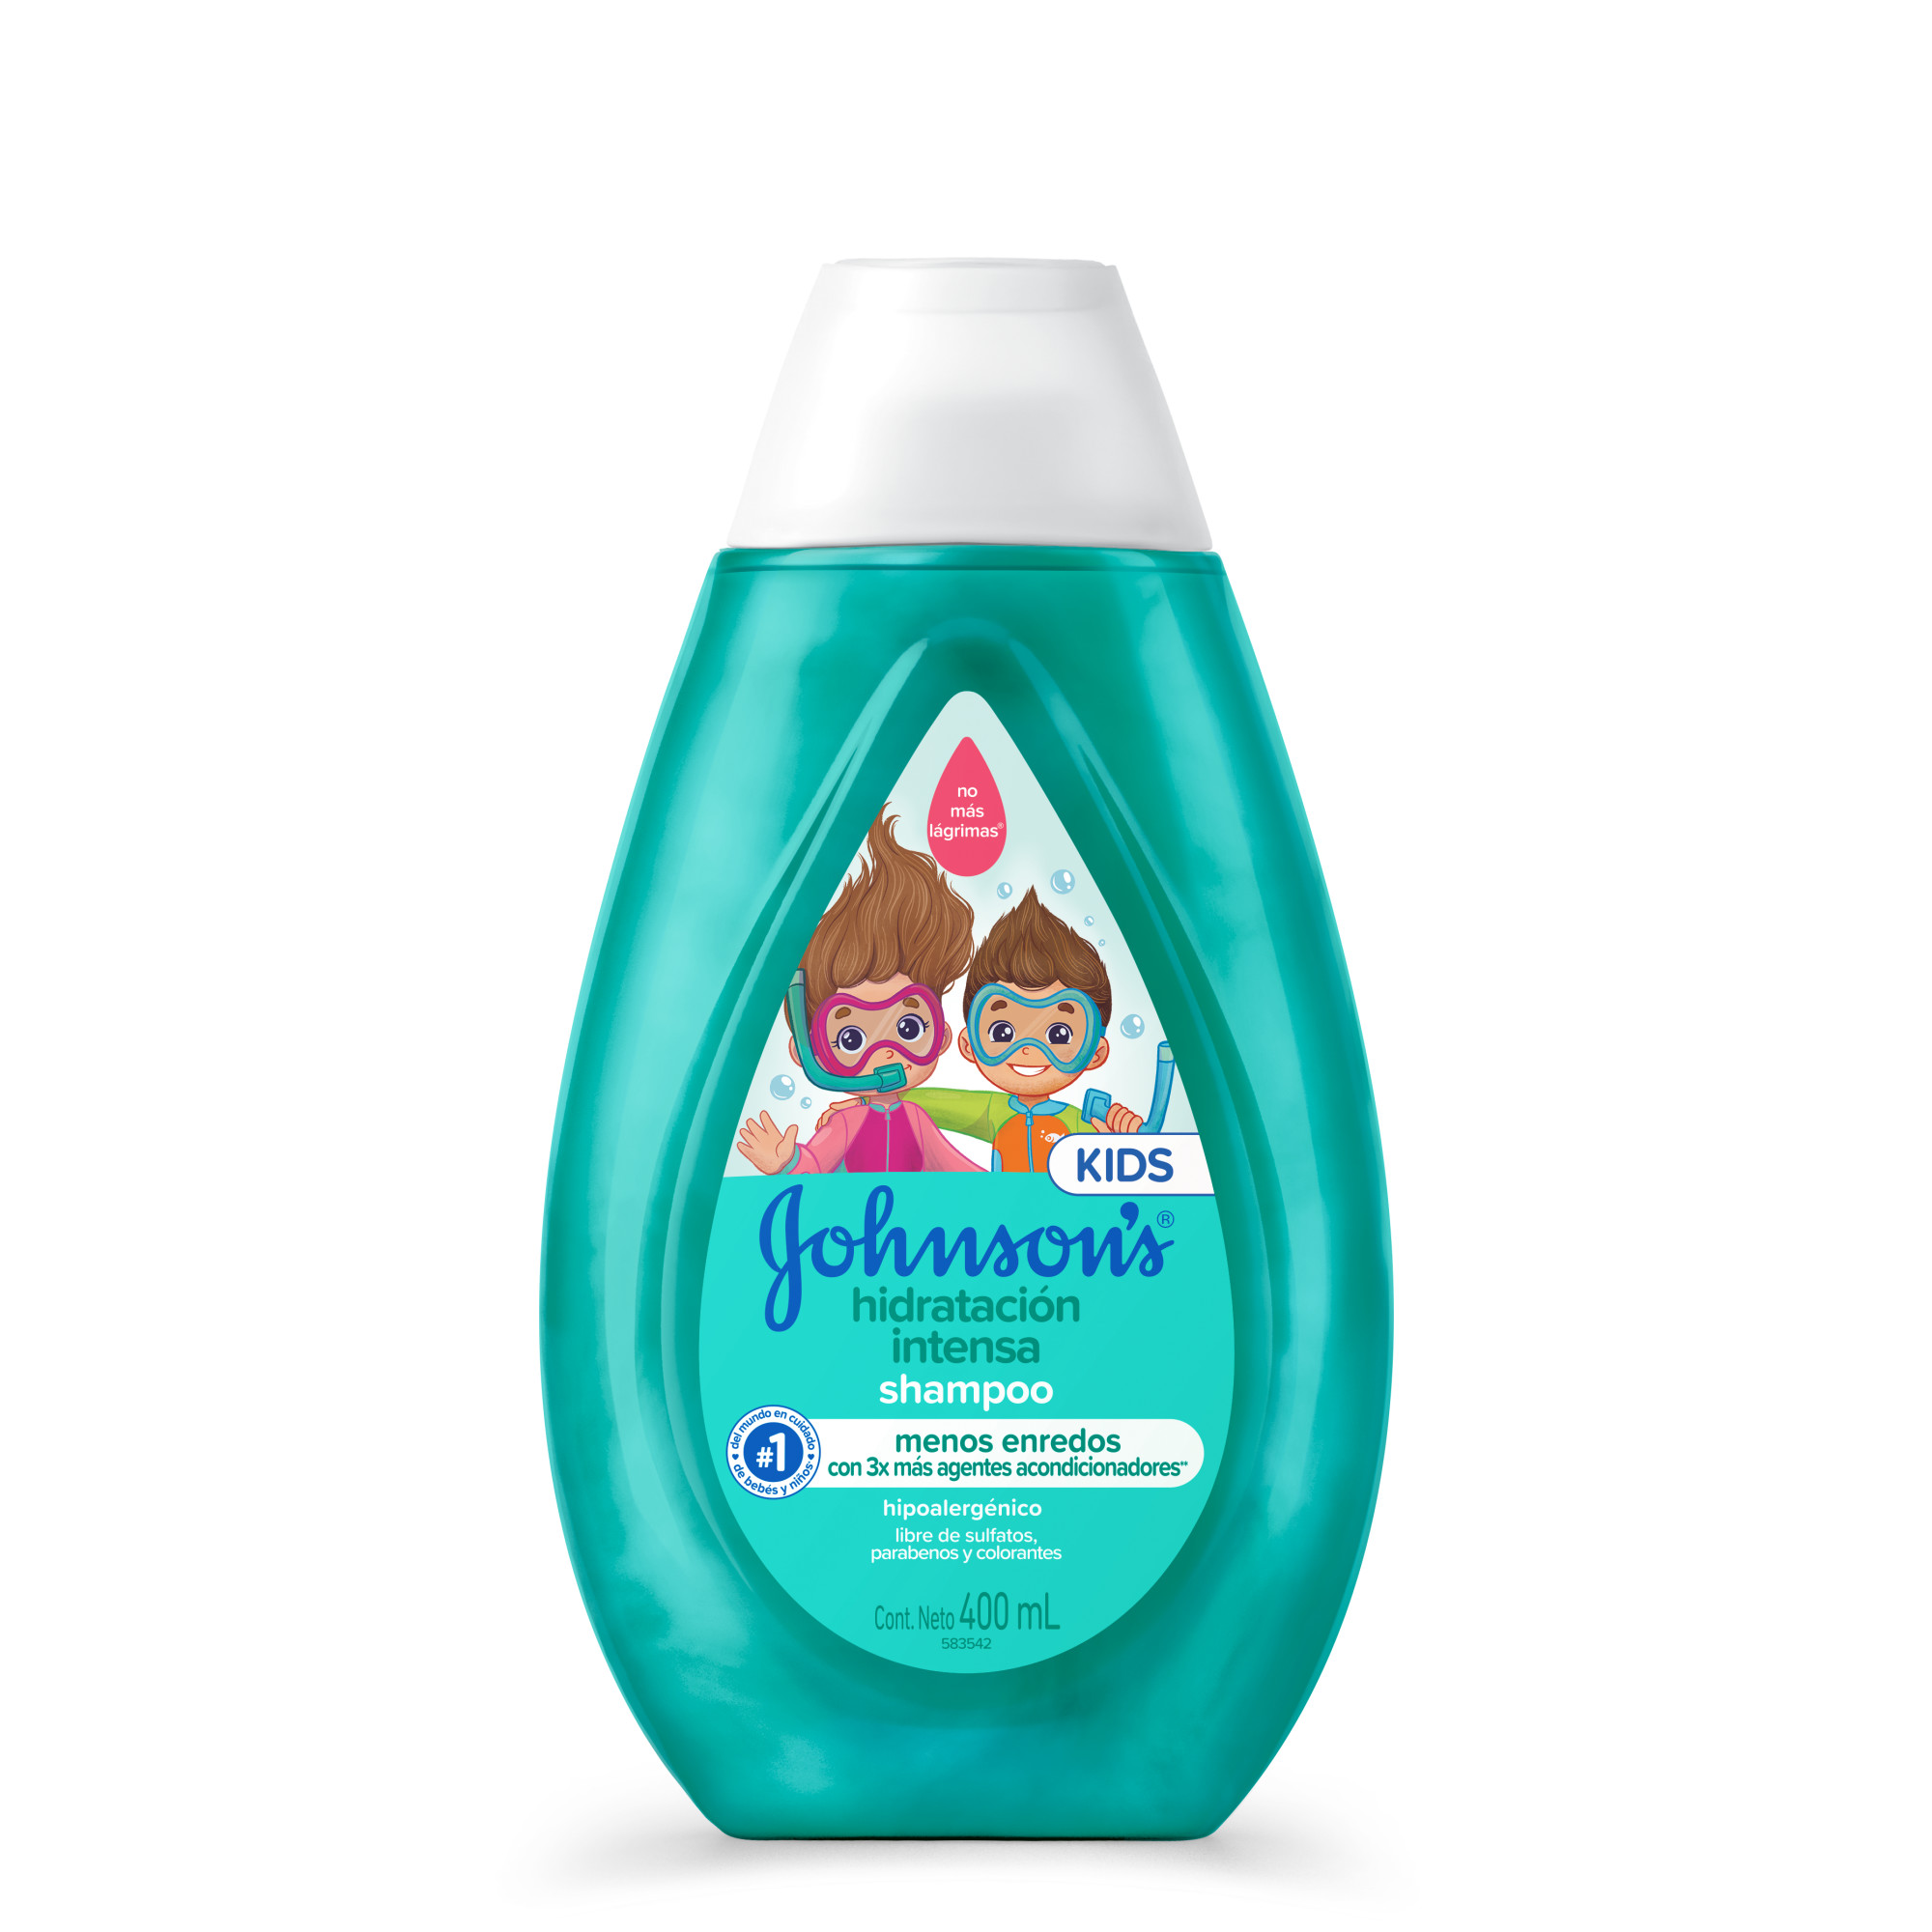 no
más
lágrimas®
KIDS
Johnson's®
hidratación
intensa
shampoo
del mundo en cuidado
#1
de bebés y niños
menos enredos
con 3x más agentes acondicionadores**
hipoalergénico
libre de sulfatos,
parabenos y colorantes
Cont. Neto 400 mL
583542